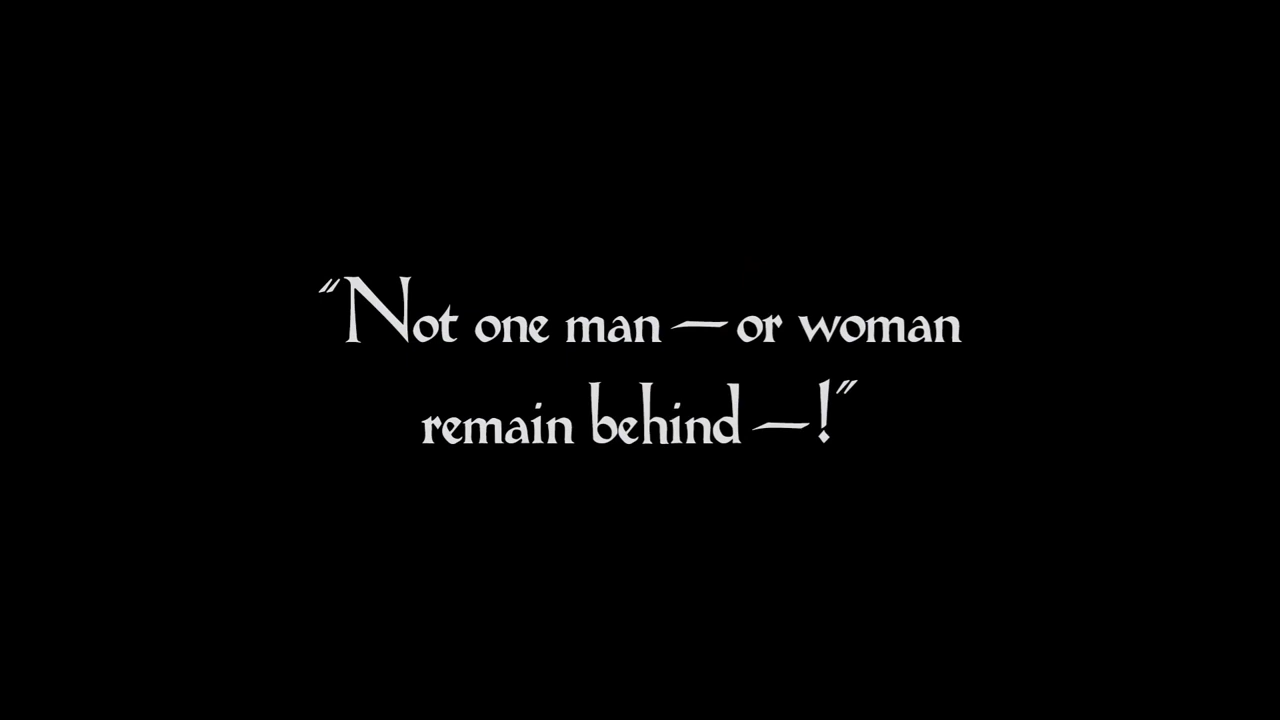 “Not one man — or woman
remain behind — !”